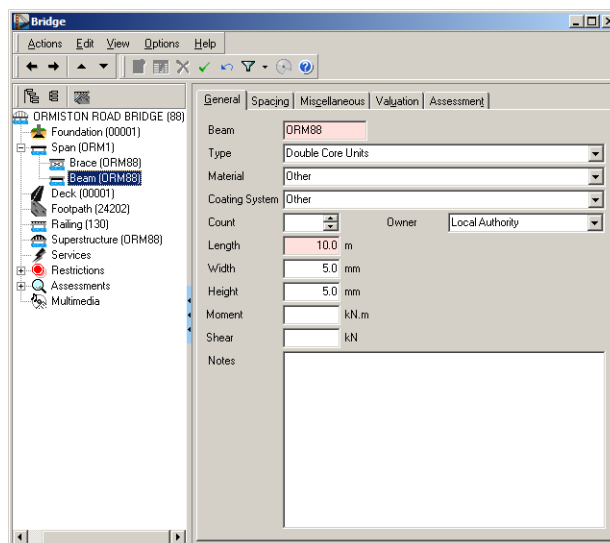 Bridge
Actions Edit View Options Help
ORMISTON ROAD BRIDGE (88)
Foundation (00001)
Span (ORM1)
Brace (ORM88)
Beam (ORM88)
Deck (00001)
Footpath (24202)
Railing (130)
Superstructure (ORM88)
Services
Restrictions
Assessments
Multimedia
General Spacing Miscellaneous Valuation Assessment
Beam ORM88
Type Double Core Units
Material Other
Coating System Other
Count Owner Local Authority
Length 10.0 m
Width 5.0 mm
Height 5.0 mm
Moment kN.m
Shear kN
Notes